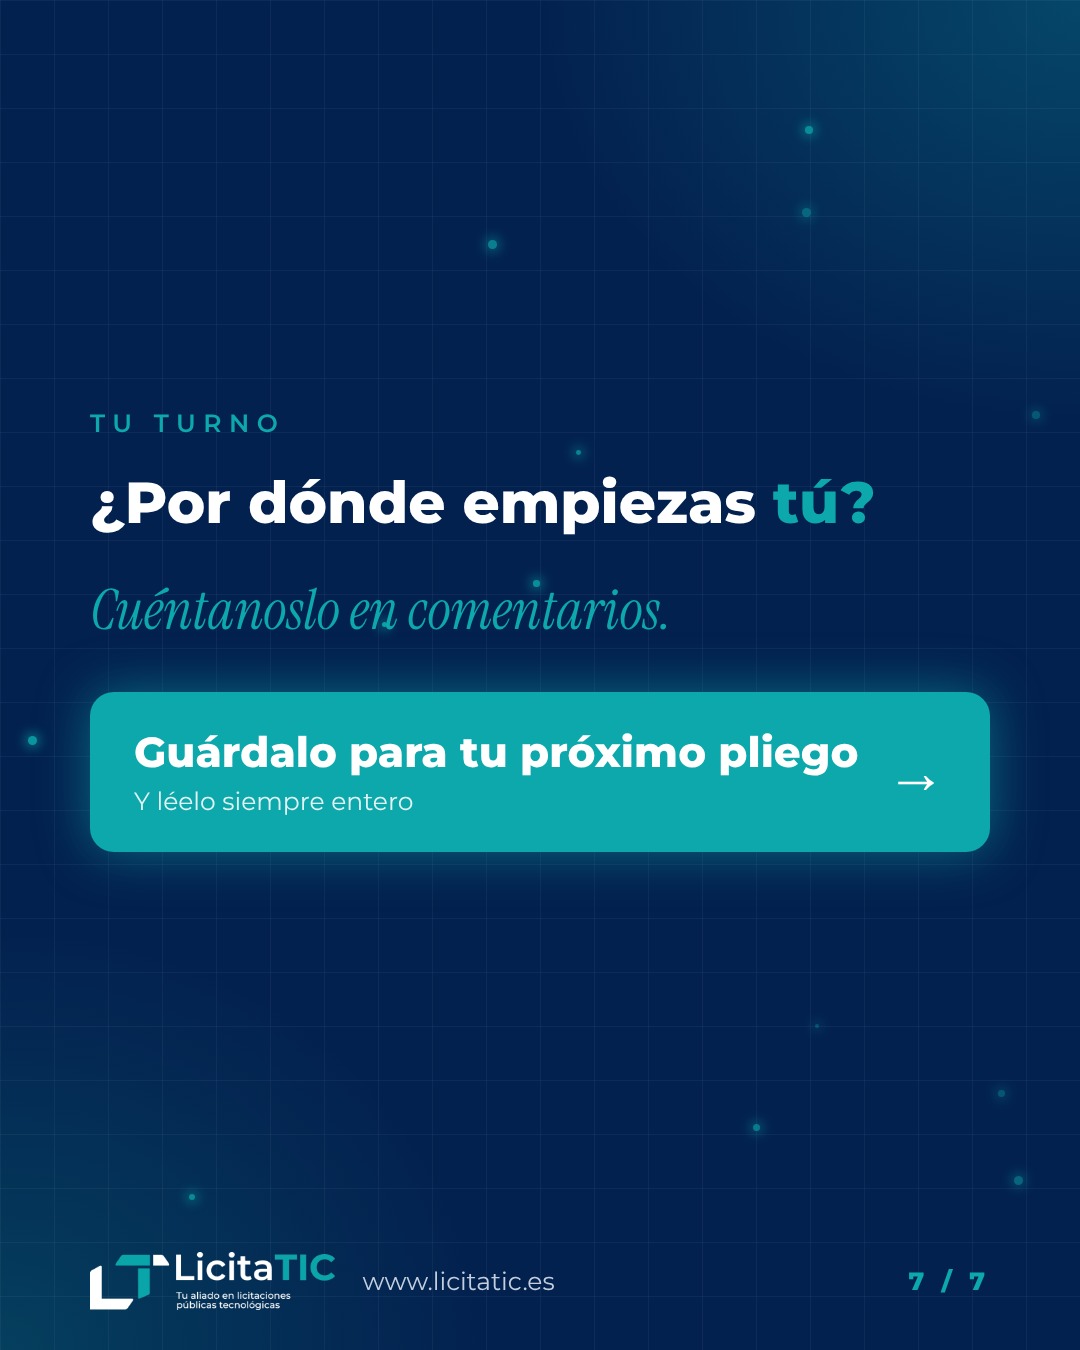 TU TURNO
¿Por dónde empiezas tú?
Cuéntanoslo en comentarios.
Guárdalo para tu próximo pliego
→
Y léelo siempre entero
LicitaTIC
Tu aliado en licitaciones
públicas tecnológicas
www.licitatic.es
7 / 7